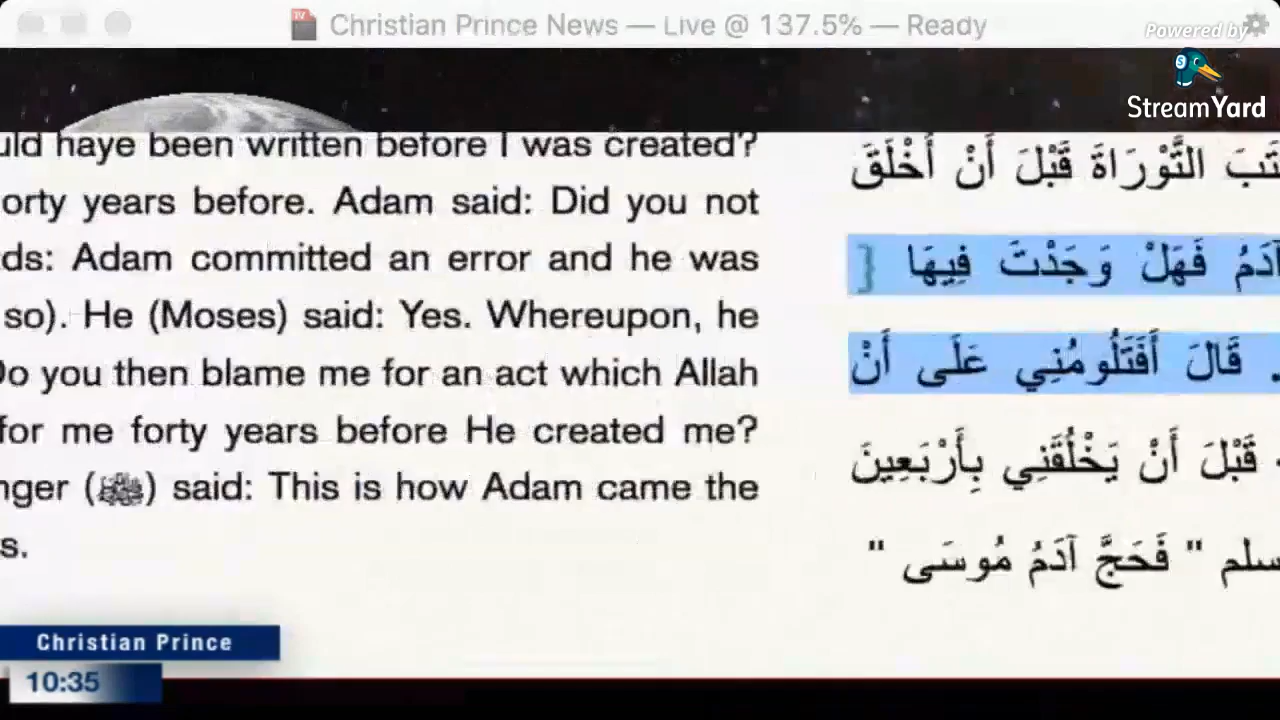 Christian Prince News — Live @ 137.5% — Ready
Powered by
StreamYard
uld haye been written before I was created?
orty years before. Adam said: Did you not
ds: Adam committed an error and he was
so). He (Moses) said: Yes. Whereupon, he
Do you then blame me for an act which Allah
for me forty years before He created me?
nger (ﷺ) said: This is how Adam came the
s.
تَبَ التَّوْرَاةَ قَبْلَ أَنْ أُخْلَقَ
آدَمُ فَهَلْ وَجَدْتَ فِيهَا {
. قَالَ أَفَتَلُومُنِي عَلَى أَنْ
قَبْلَ أَنْ يَخْلُقَنِي بِأَرْبَعِينَ
سلم " فَحَجَّ آدَمُ مُوسَى "
Christian Prince
10:35